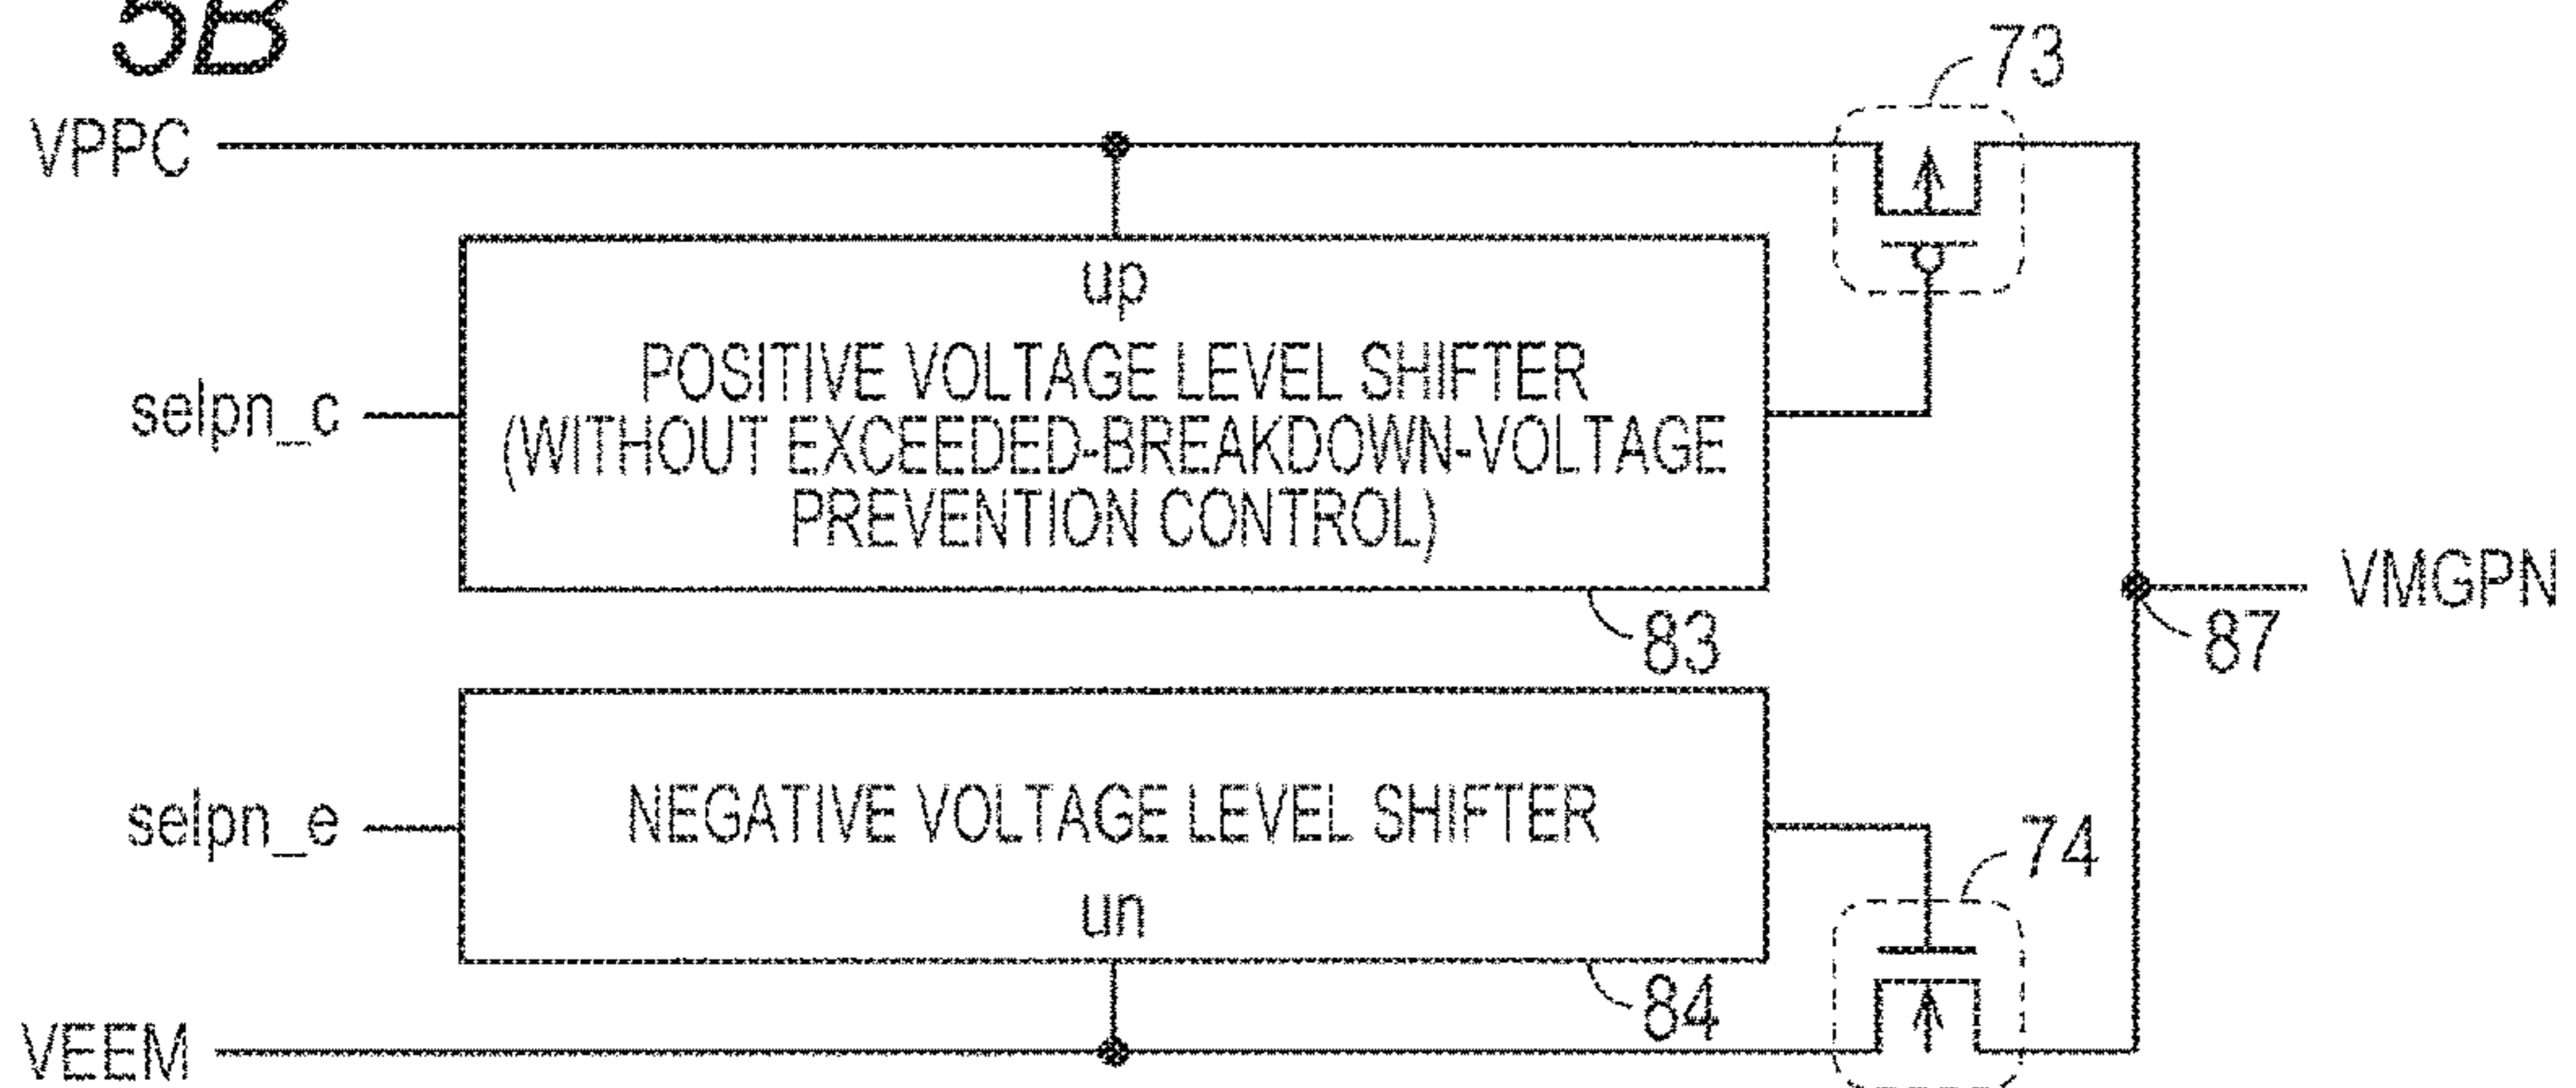 5B
73
VPPC
up
POSITIVE VOLTAGE LEVEL SHIFTER
(WITHOUT EXCEEDED-BREAKDOWN-VOLTAGE
PREVENTION CONTROL)
selpn_c
83
VMGPN
87
NEGATIVE VOLTAGE LEVEL SHIFTER
selpn_e
un
74
84
VEEM